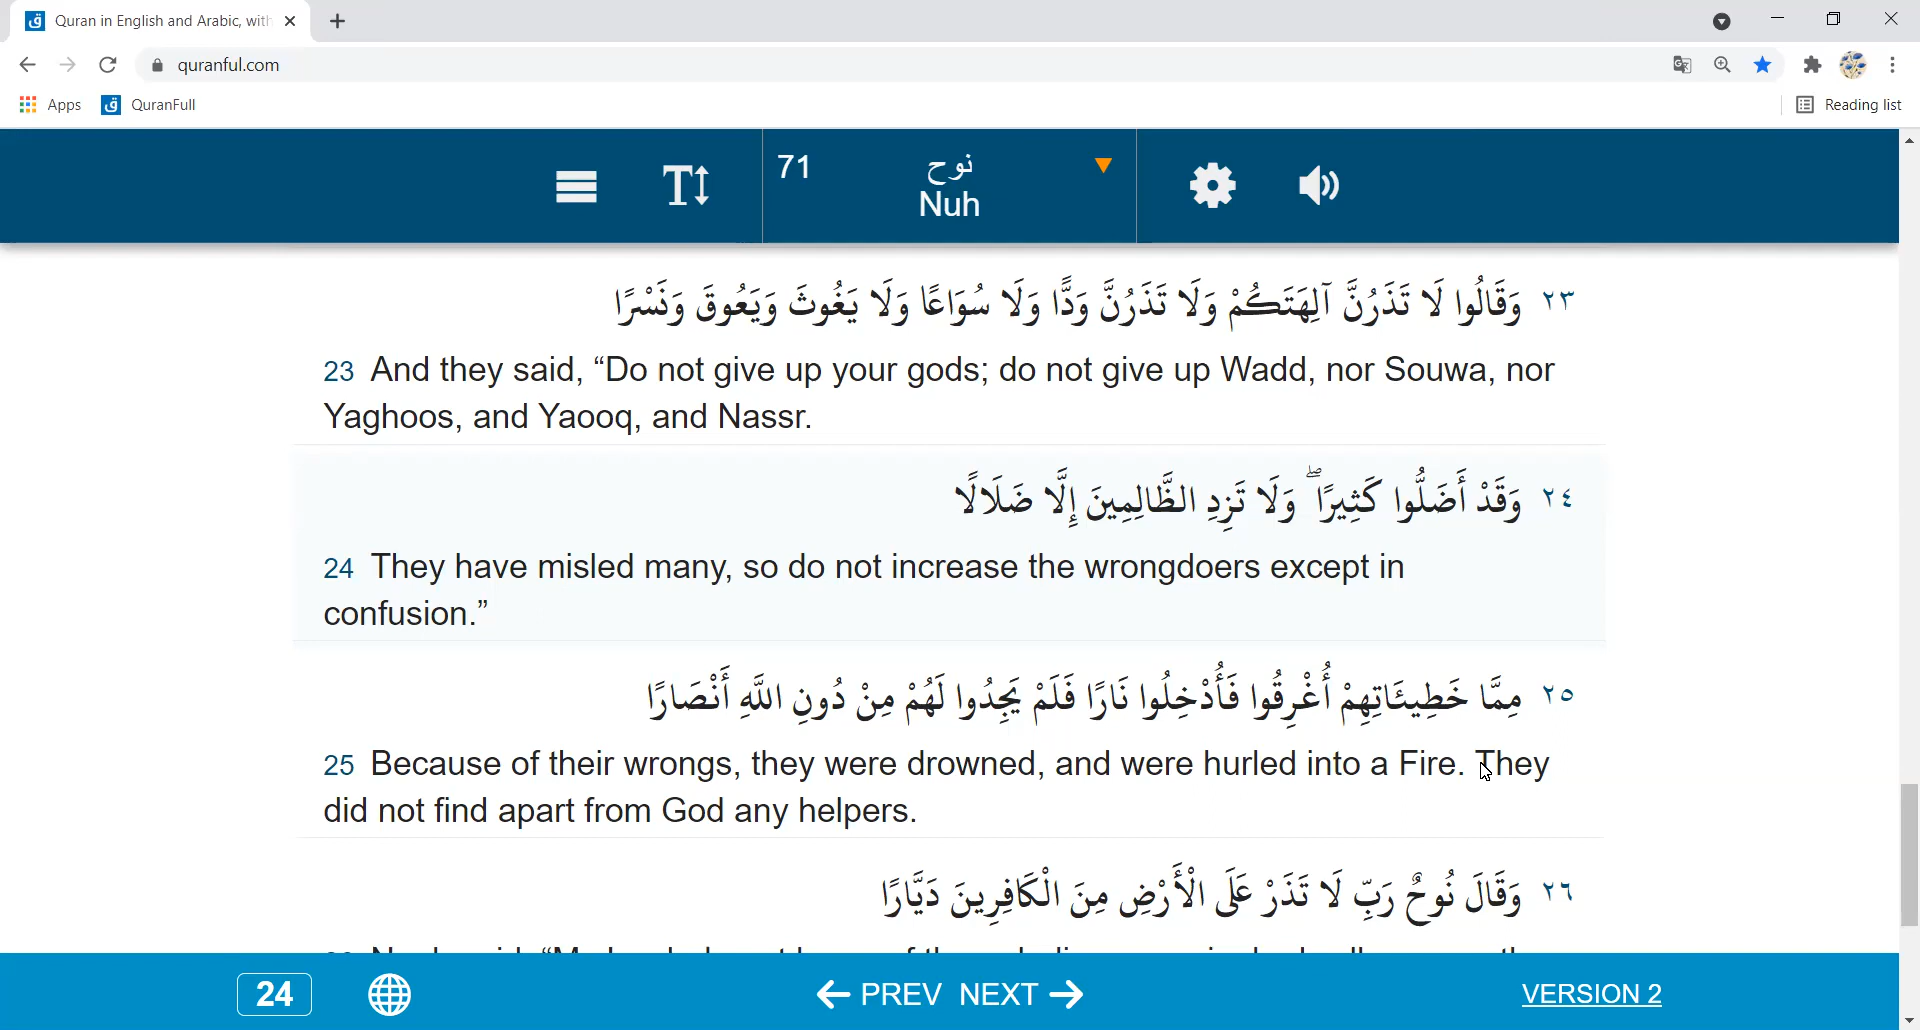 Quran in English and Arabic, with
quranful.com
Apps
QuranFull
Reading list
71
نوح
Nuh
٢٣ وَقَالُوا لَا تَذَرُنَّ آلِهَتَكُمْ وَلَا تَذَرُنَّ وَدًّا وَلَا سُوَاعًا وَلَا يَغُوثَ وَيَعُوقَ وَنَسْرًا
23 And they said, “Do not give up your gods; do not give up Wadd, nor Souwa, nor
Yaghoos, and Yaooq, and Nassr.
٢٤ وَقَدْ أَضَلُّوا كَثِيرًا ۖ وَلَا تَزِدِ الظَّالِمِينَ إِلَّا ضَلَالًا
24 They have misled many, so do not increase the wrongdoers except in
confusion.”
٢٥ مِمَّا خَطِيئَاتِهِمْ أُغْرِقُوا فَأُدْخِلُوا نَارًا فَلَمْ يَجِدُوا لَهُمْ مِنْ دُونِ اللَّهِ أَنْصَارًا
25 Because of their wrongs, they were drowned, and were hurled into a Fire. They
did not find apart from God any helpers.
٢٦ وَقَالَ نُوحٌ رَبِّ لَا تَذَرْ عَلَى الْأَرْضِ مِنَ الْكَافِرِينَ دَيَّارًا
24
PREV NEXT
VERSION 2